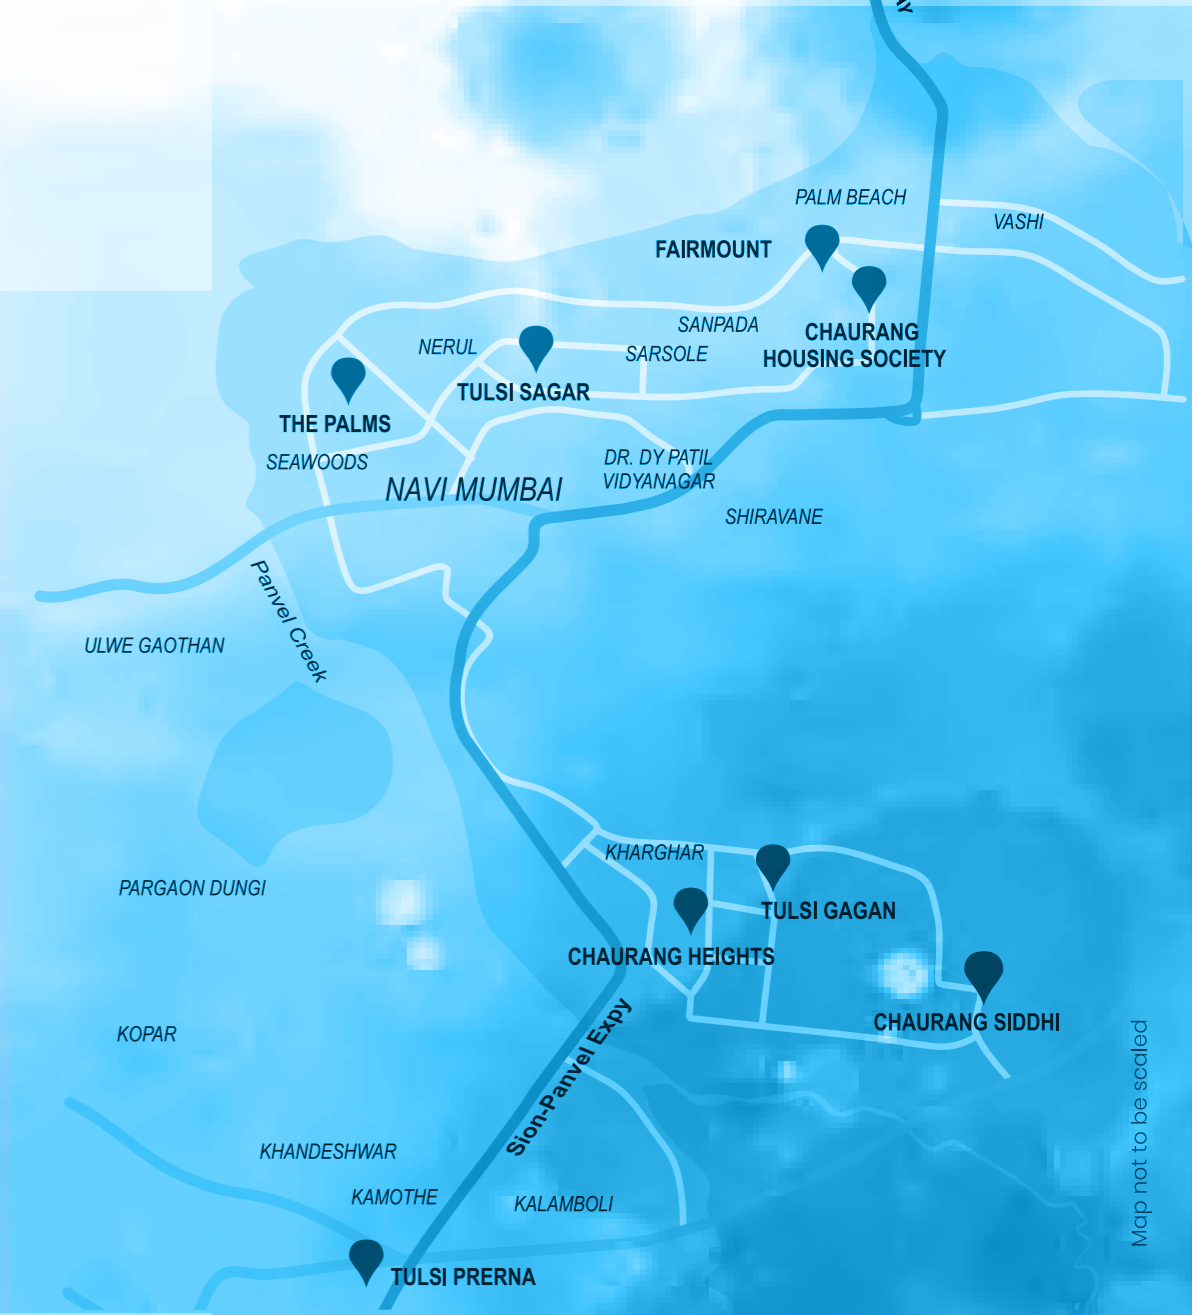 PALM BEACH
VASHI
FAIRMOUNT
SANPADA
CHAURANG
HOUSING SOCIETY
NERUL
SARSOLE
TULSI SAGAR
THE PALMS
SEAWOODS
DR. DY PATIL
VIDYANAGAR
NAVI MUMBAI
SHIRAVANE
Panvel Creek
ULWE GAOTHAN
KHARGHAR
PARGAON DUNGI
TULSI GAGAN
CHAURANG HEIGHTS
CHAURANG SIDDHI
KOPAR
Sion-Panvel Expy
Map not to be scaled
KHANDESHWAR
KAMOTHE
KALAMBOLI
TULSI PRERNA